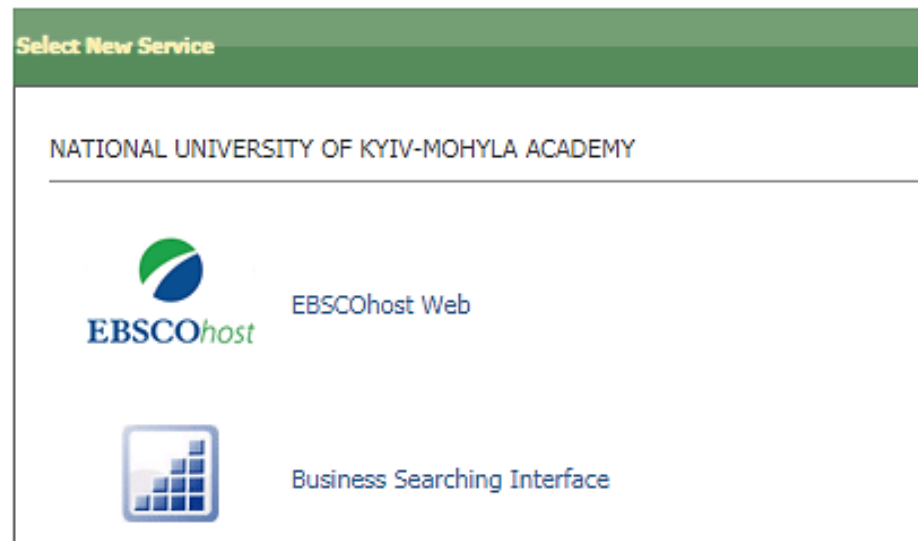 Select New Service
NATIONAL UNIVERSITY OF KYIV-MOHYLA ACADEMY
EBSCOhost
EBSCOhost Web
Business Searching Interface